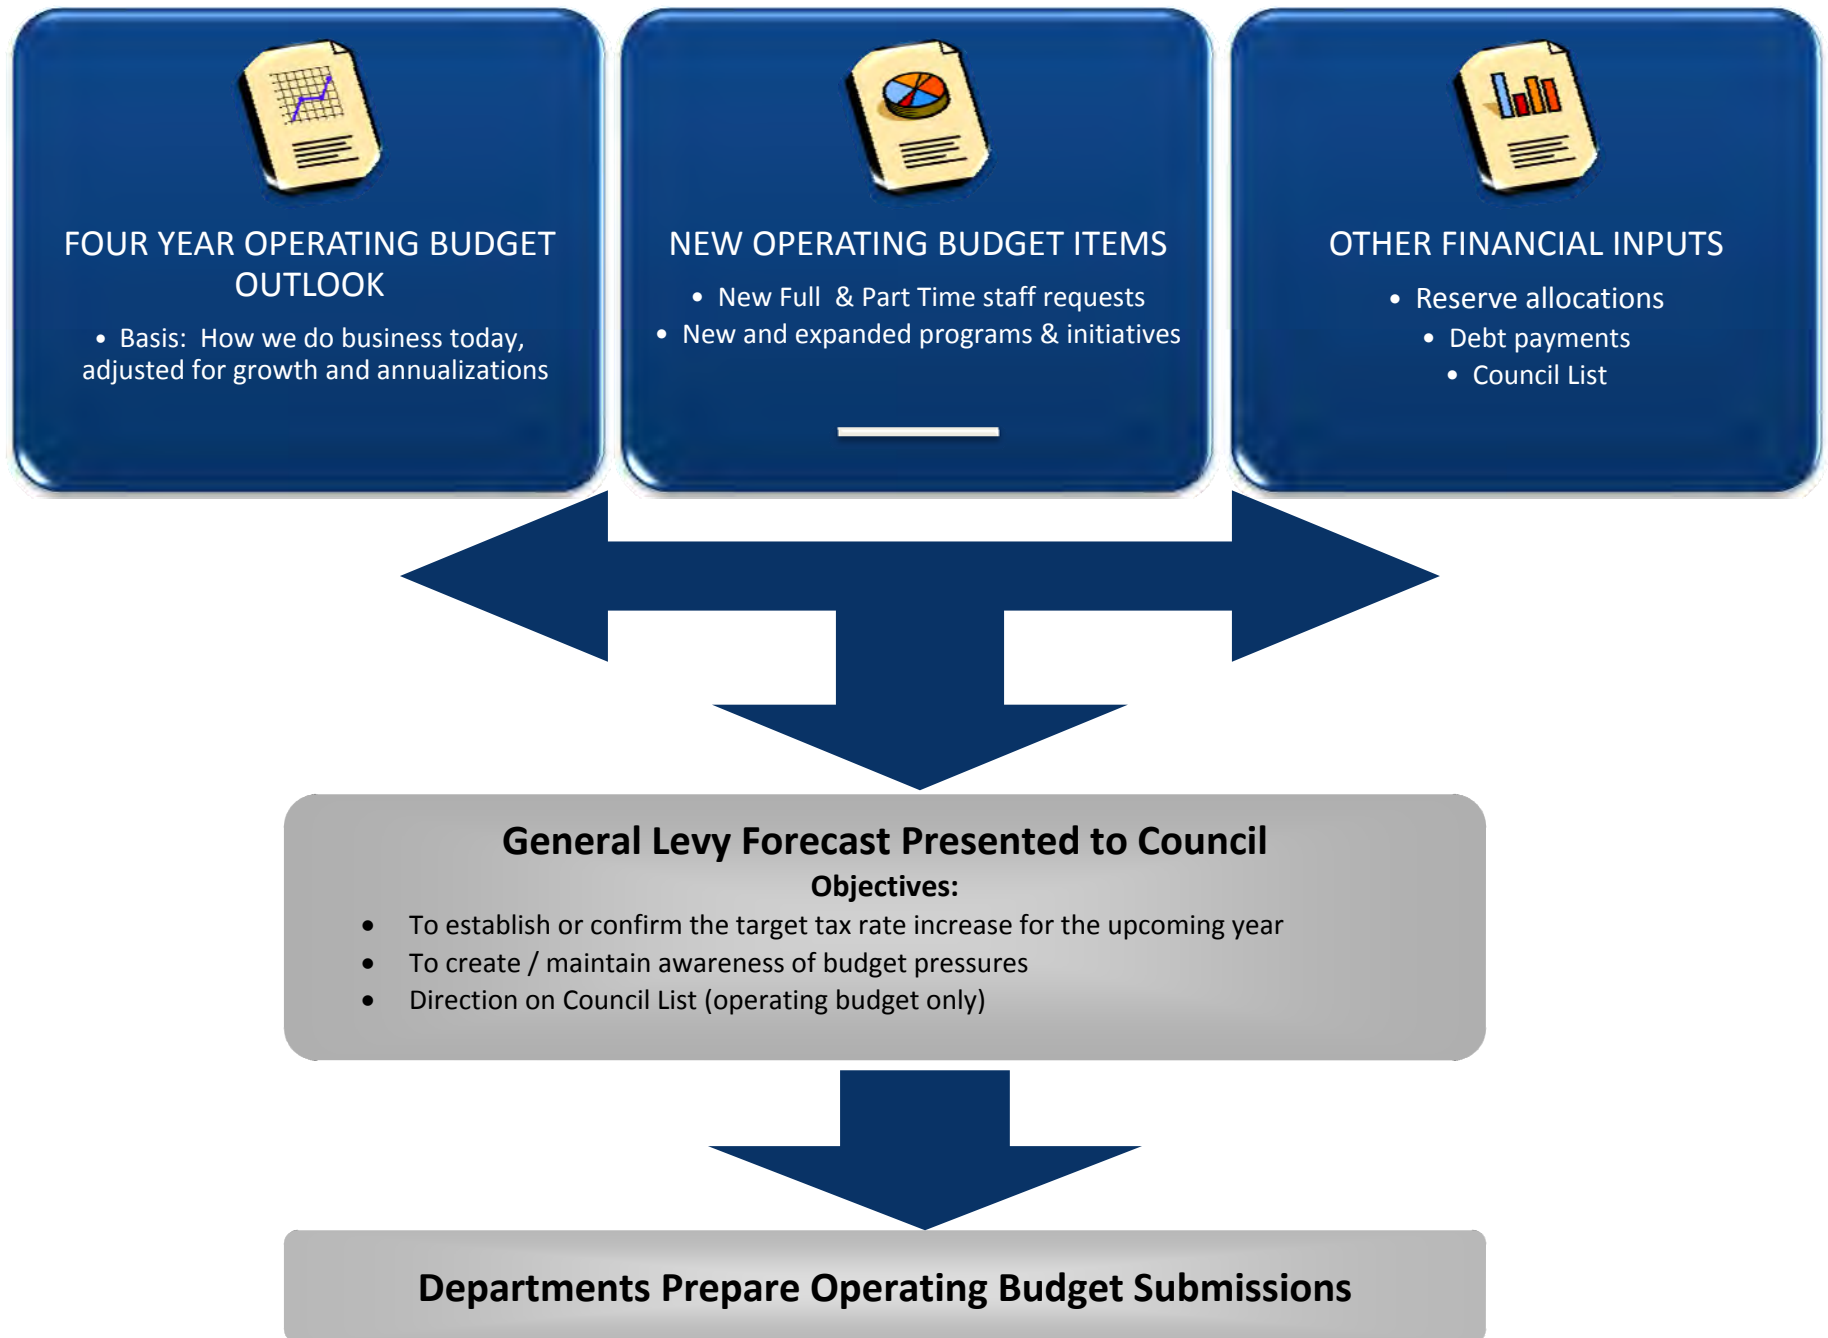 FOUR YEAR OPERATING BUDGET
OUTLOOK
• Basis:  How we do business today,
adjusted for growth and annualizations
NEW OPERATING BUDGET ITEMS
• New Full  & Part Time staff requests
• New and expanded programs & initiatives
OTHER FINANCIAL INPUTS
• Reserve allocations
• Debt payments
• Council List
General Levy Forecast Presented to Council
Objectives:
• To establish or confirm the target tax rate increase for the upcoming year
• To create / maintain awareness of budget pressures
• Direction on Council List (operating budget only)
Departments Prepare Operating Budget Submissions